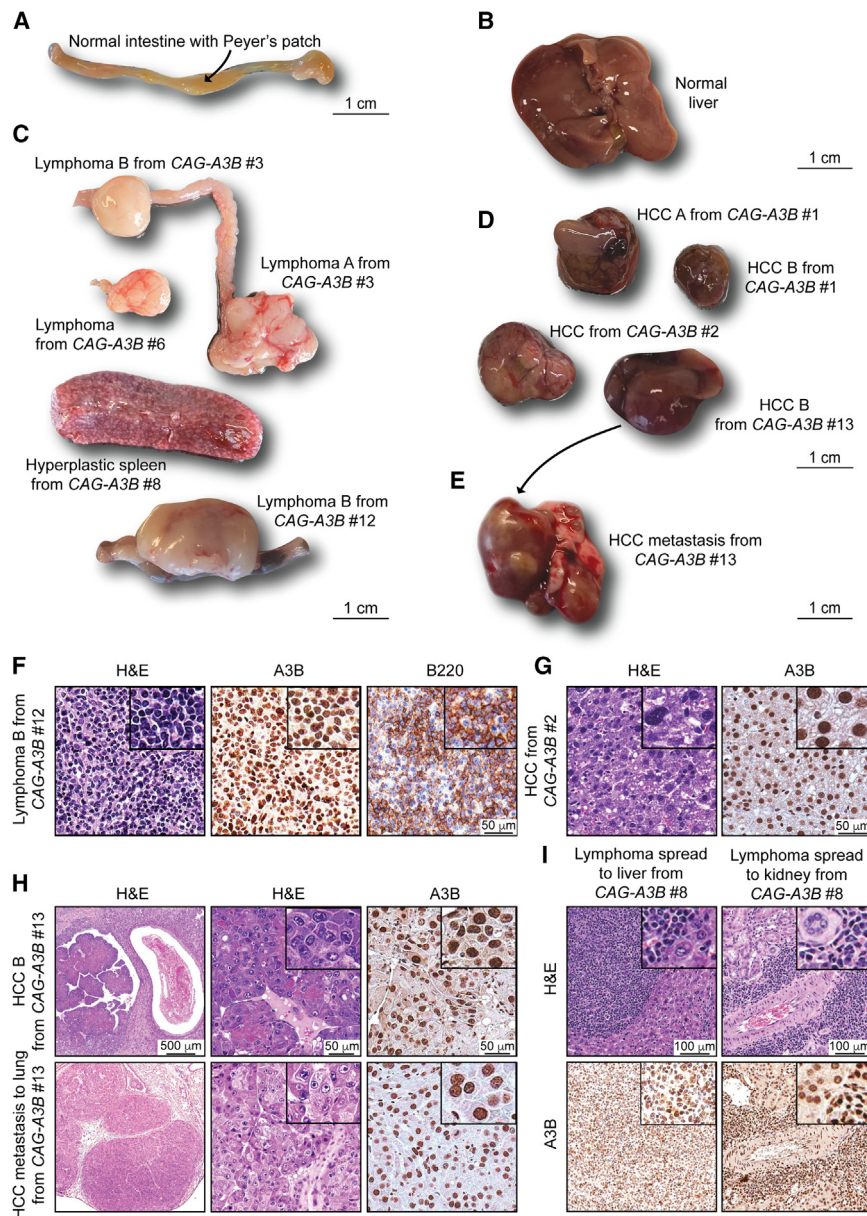 A
Normal intestine with Peyer's patch
1 cm
B
Normal
liver
1 cm
C
Lymphoma B from CAG-A3B #3
Lymphoma A from
CAG-A3B #3
Lymphoma
from CAG-A3B #6
Hyperplastic spleen
from CAG-A3B #8
Lymphoma B from
CAG-A3B #12
1 cm
D
HCC A from CAG-A3B #1
HCC B from
CAG-A3B #1
HCC from CAG-A3B #2
HCC B
from CAG-A3B #13
1 cm
E
HCC metastasis from
CAG-A3B #13
1 cm
F
H&E
A3B
B220
Lymphoma B from
CAG-A3B #12
50 µm
G
H&E
A3B
HCC from
CAG-A3B #2
50 µm
H
H&E
H&E
A3B
HCC B
from CAG-A3B #13
500 µm
50 µm
50 µm
HCC metastasis to lung
from CAG-A3B #13
I
Lymphoma spread
to liver from
CAG-A3B #8
Lymphoma spread
to kidney from
CAG-A3B #8
H&E
100 µm
100 µm
A3B